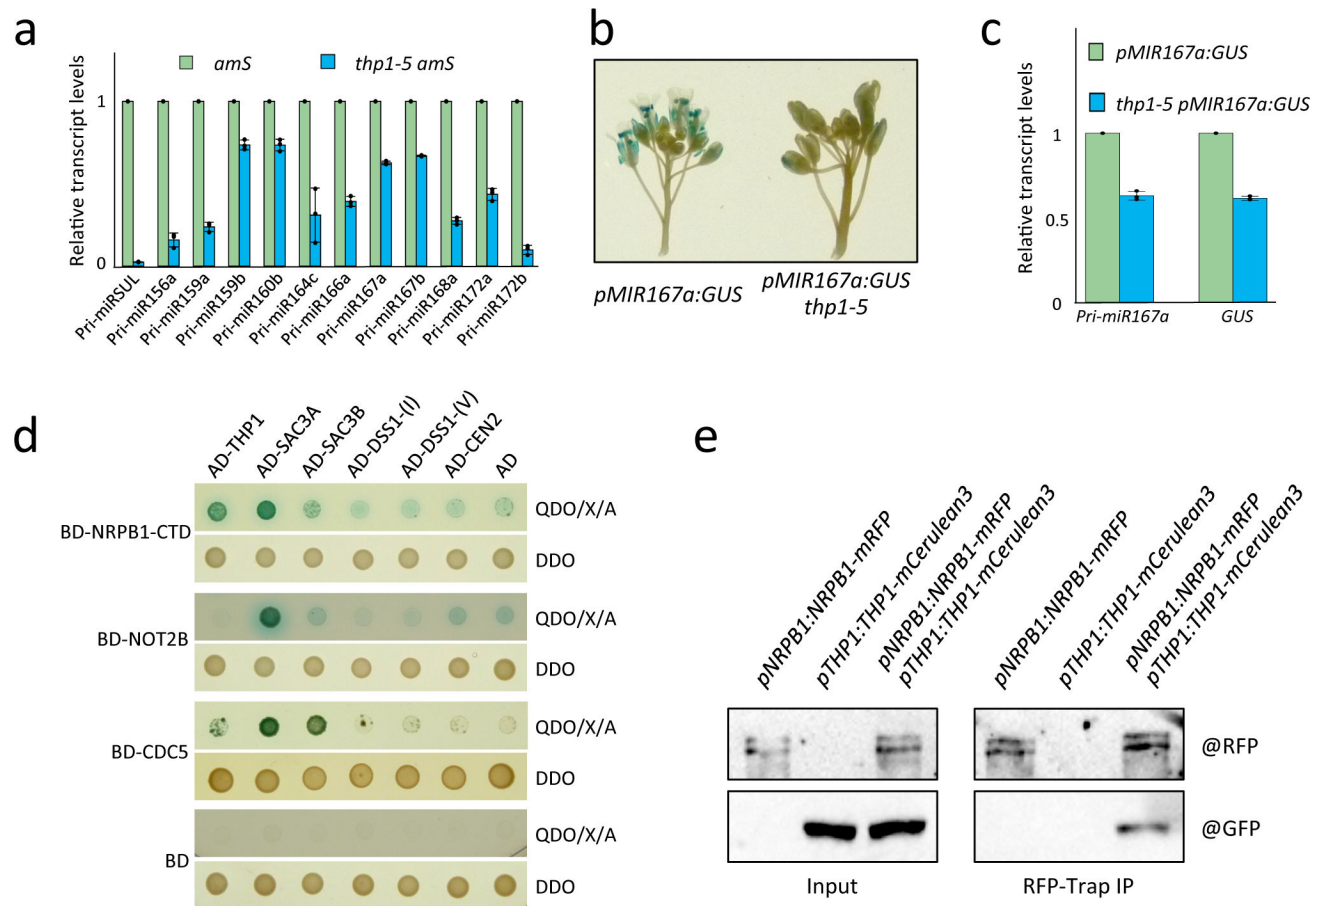 a
amS
thp1-5 amS
Relative transcript levels
1
0
Pri-miRSUL
Pri-miR156a
Pri-miR159a
Pri-miR159b
Pri-miR160b
Pri-miR164c
Pri-miR166a
Pri-miR167a
Pri-miR167b
Pri-miR168a
Pri-miR172a
Pri-miR172b
b
pMIR167a:GUS
pMIR167a:GUS
thp1-5
c
pMIR167a:GUS
thp1-5 pMIR167a:GUS
Relative transcript levels
1
0.5
0
Pri-miR167a
GUS
d
AD-THP1
AD-SAC3A
AD-SAC3B
AD-DSS1-(I)
AD-DSS1-(V)
AD-CEN2
AD
BD-NRPB1-CTD
QDO/X/A
DDO
BD-NOT2B
QDO/X/A
DDO
BD-CDC5
QDO/X/A
DDO
BD
QDO/X/A
DDO
e
pNRPB1:NRPB1-mRFP
pTHP1:THP1-mCerulean3
pNRPB1:NRPB1-mRFP
pTHP1:THP1-mCerulean3
pNRPB1:NRPB1-mRFP
pTHP1:THP1-mCerulean3
pNRPB1:NRPB1-mRFP
pTHP1:THP1-mCerulean3
@RFP
@GFP
Input
RFP-Trap IP